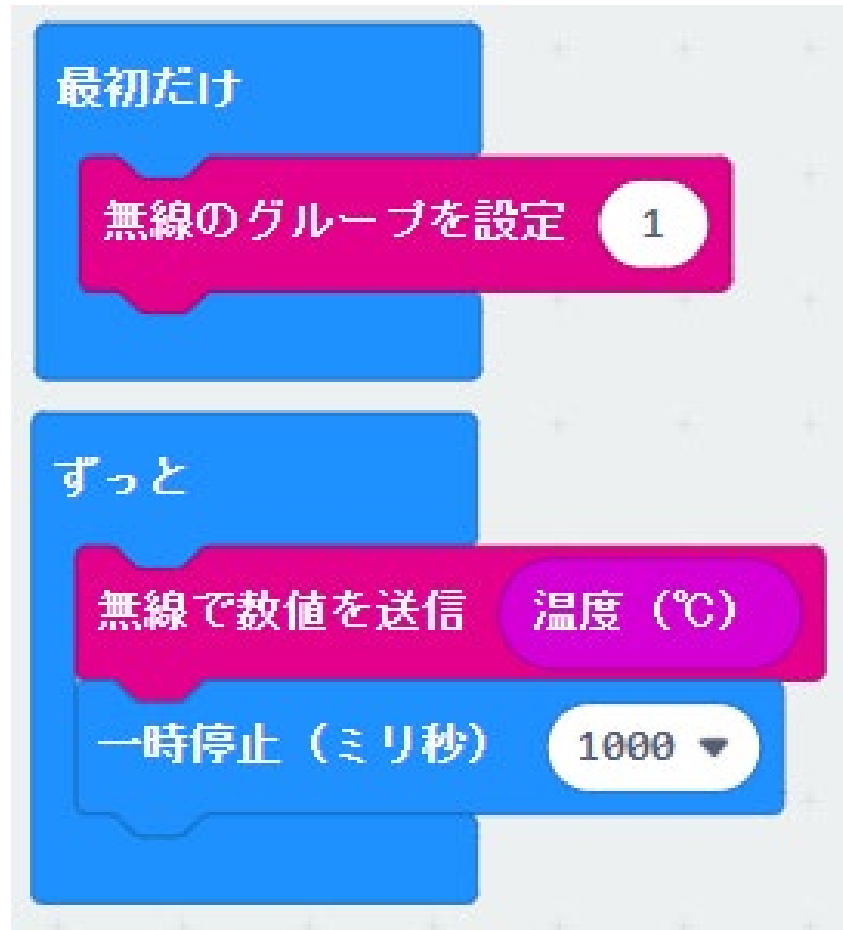 最初だけ
無線のグループを設定 1
ずっと
無線で数値を送信 温度（℃）
一時停止（ミリ秒） 1000